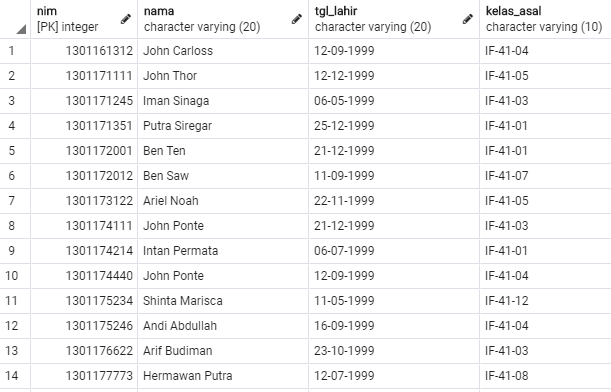 nim nama tgl_lahir kelas_asal
[PK] integer character varying (20) character varying (20) character varying (10)
1 1301161312 John Carloss 12-09-1999 IF-41-04
2 1301171111 John Thor 12-12-1999 IF-41-05
3 1301171245 Iman Sinaga 06-05-1999 IF-41-03
4 1301171351 Putra Siregar 25-12-1999 IF-41-01
5 1301172001 Ben Ten 21-12-1999 IF-41-01
6 1301172012 Ben Saw 11-09-1999 IF-41-07
7 1301173122 Ariel Noah 22-11-1999 IF-41-05
8 1301174111 John Ponte 21-12-1999 IF-41-03
9 1301174214 Intan Permata 06-07-1999 IF-41-01
10 1301174440 John Ponte 12-09-1999 IF-41-04
11 1301175234 Shinta Marisca 11-05-1999 IF-41-12
12 1301175246 Andi Abdullah 16-09-1999 IF-41-04
13 1301176622 Arif Budiman 23-10-1999 IF-41-03
14 1301177773 Hermawan Putra 12-07-1999 IF-41-08